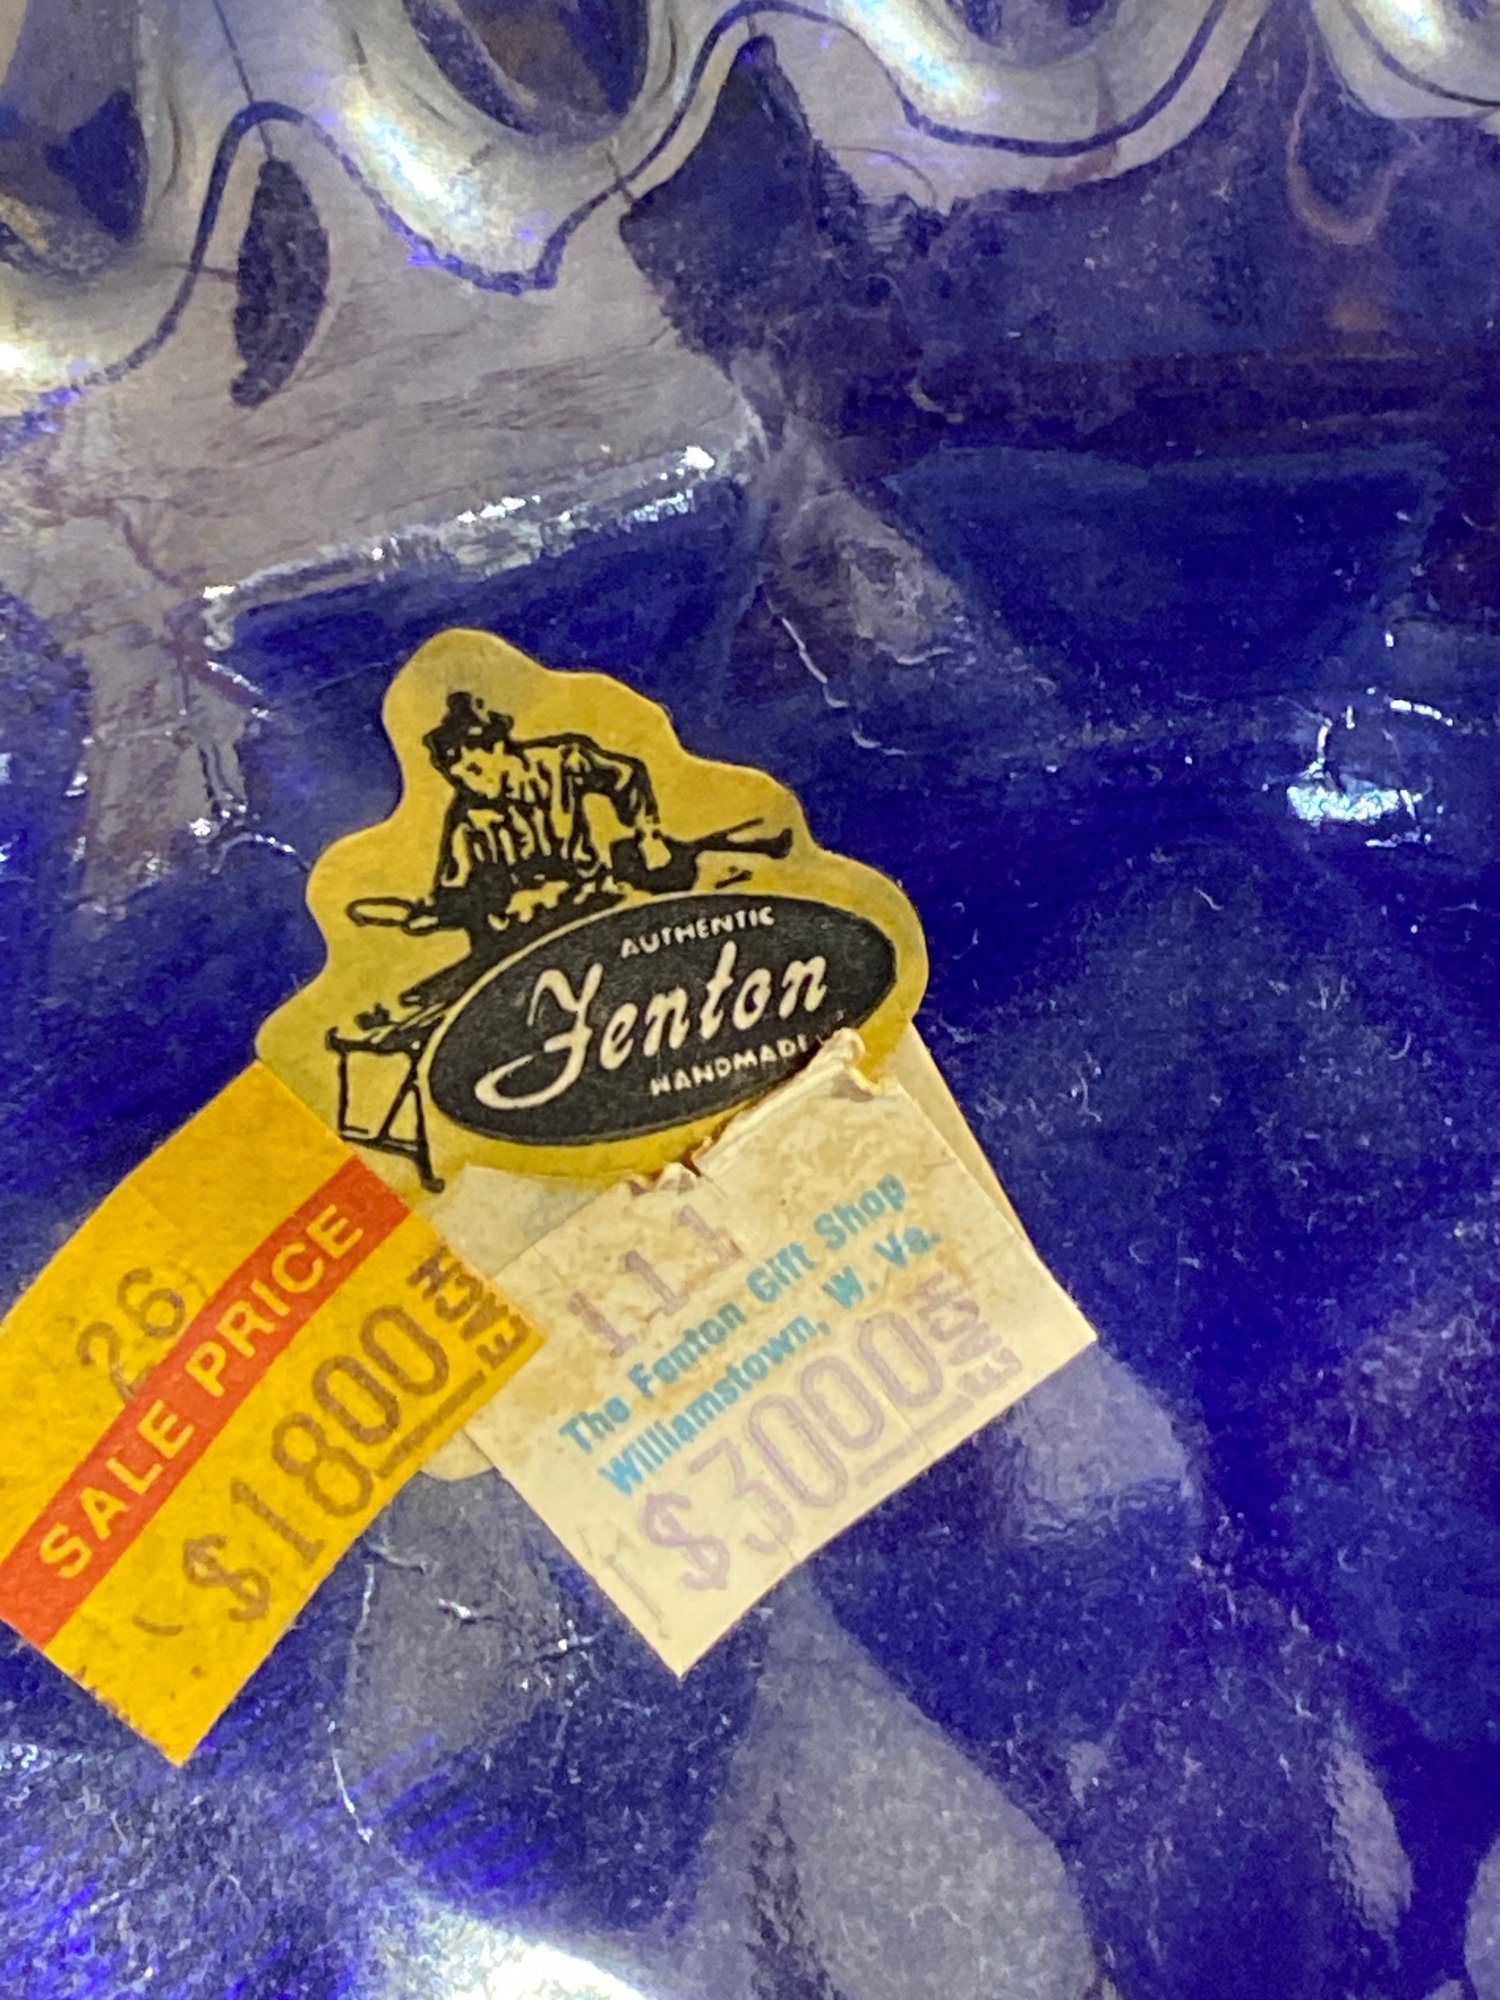 AUTHENTIC
Fenton
HANDMADE
26
SALE PRICE
$1800 EACH
111
The Fenton Gift Shop
Williamstown, W. Va.
$3000 EACH